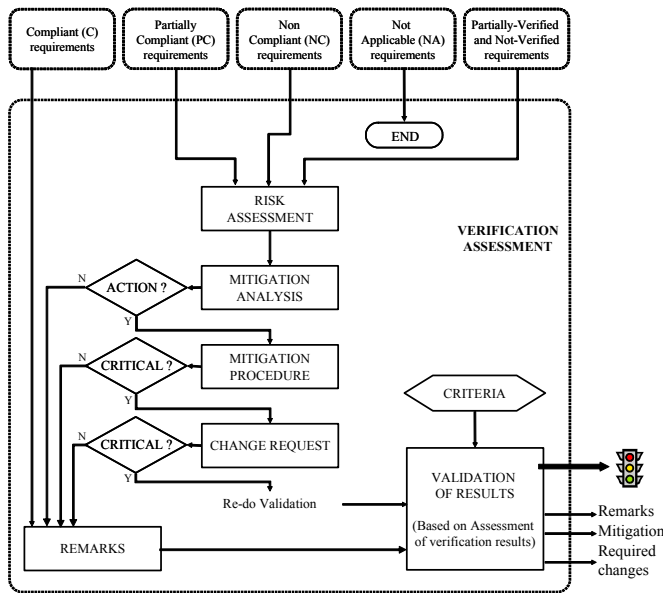 Compliant (C)
requirements
Partially
Compliant (PC)
requirements
Non
Compliant (NC)
requirements
Not
Applicable (NA)
requirements
Partially-Verified
and Not-Verified
requirements
END
RISK
ASSESSMENT
VERIFICATION
ASSESSMENT
N
ACTION ?
MITIGATION
ANALYSIS
Y
N
CRITICAL ?
MITIGATION
PROCEDURE
Y
CRITERIA
N
CRITICAL ?
CHANGE REQUEST
Y
Re-do Validation
VALIDATION
OF RESULTS
(Based on Assessment
of verification results)
REMARKS
Remarks
Mitigation
Required
changes